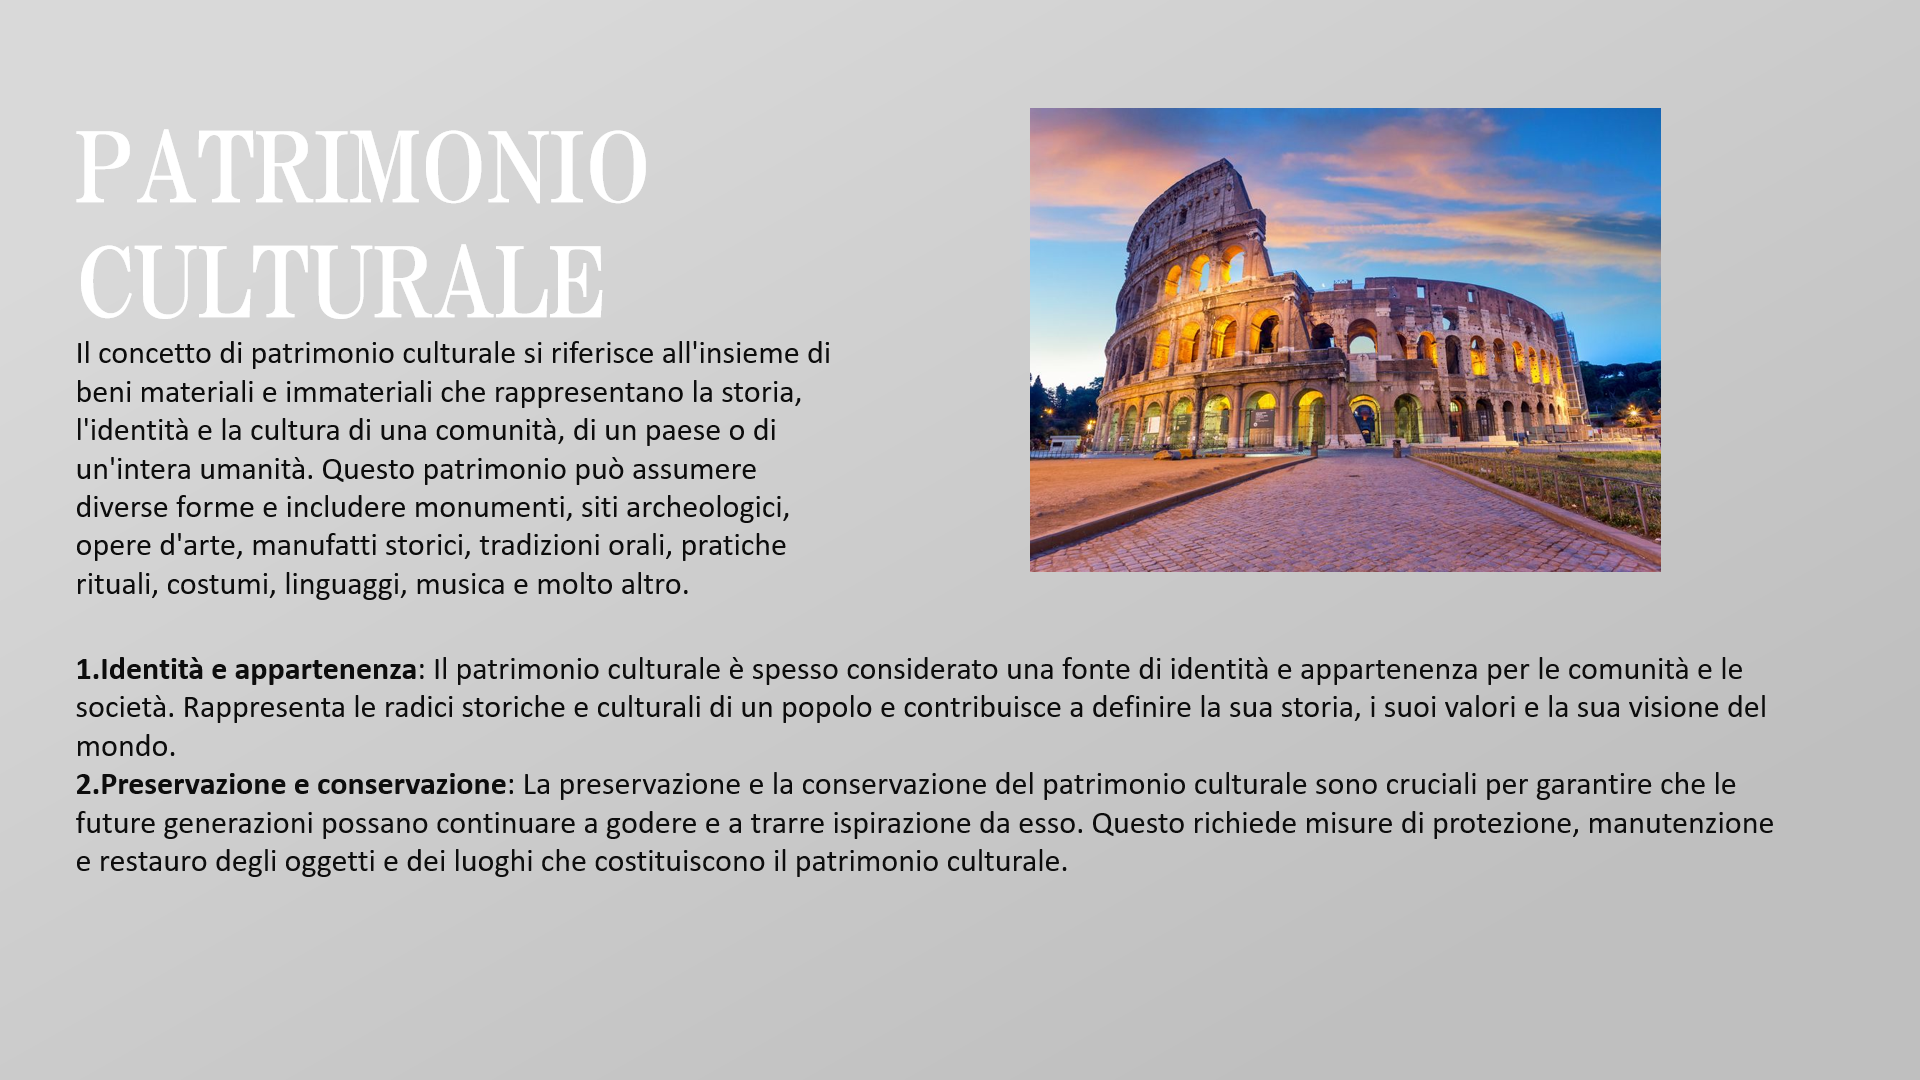 PATRIMONIO
CULTURALE
Il concetto di patrimonio culturale si riferisce all'insieme di
beni materiali e immateriali che rappresentano la storia,
l'identità e la cultura di una comunità, di un paese o di
un'intera umanità. Questo patrimonio può assumere
diverse forme e includere monumenti, siti archeologici,
opere d'arte, manufatti storici, tradizioni orali, pratiche
rituali, costumi, linguaggi, musica e molto altro.
1.Identità e appartenenza: Il patrimonio culturale è spesso considerato una fonte di identità e appartenenza per le comunità e le
società. Rappresenta le radici storiche e culturali di un popolo e contribuisce a definire la sua storia, i suoi valori e la sua visione del
mondo.
2.Preservazione e conservazione: La preservazione e la conservazione del patrimonio culturale sono cruciali per garantire che le
future generazioni possano continuare a godere e a trarre ispirazione da esso. Questo richiede misure di protezione, manutenzione
e restauro degli oggetti e dei luoghi che costituiscono il patrimonio culturale.